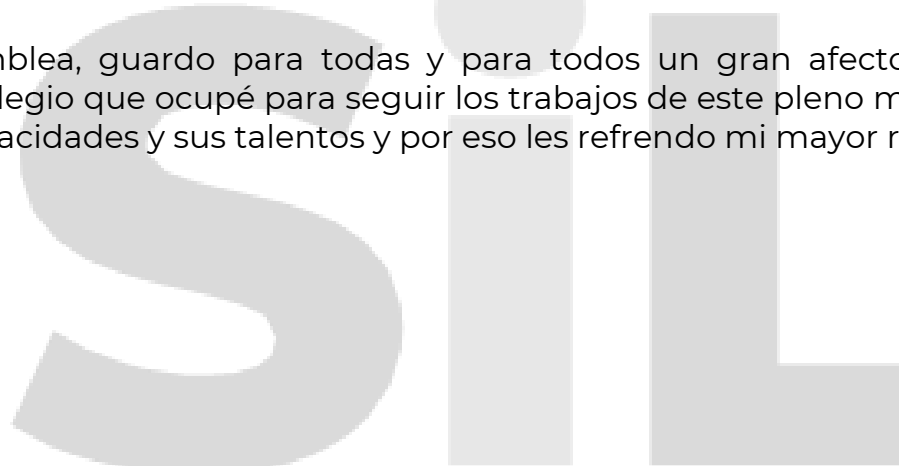 mblea, guardo para todas y para todos un gran afecto
legio que ocupé para seguir los trabajos de este pleno m
acidades y sus talentos y por eso les refrendo mi mayor r
SiL